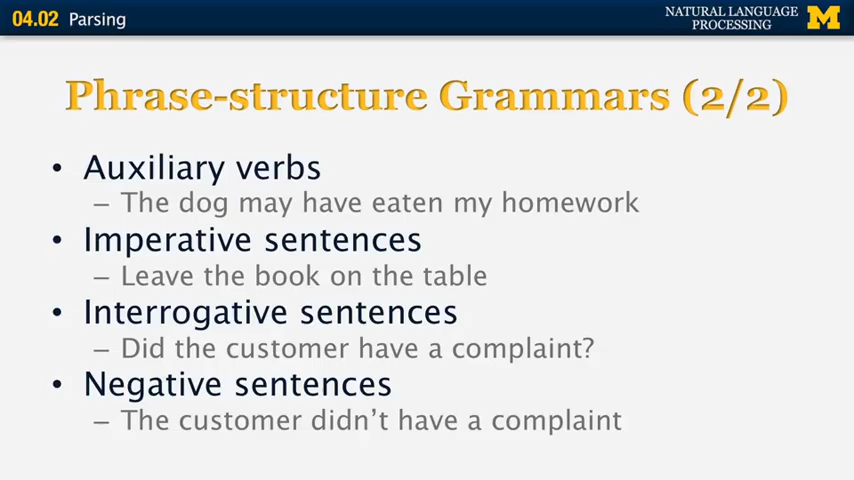 04.02 Parsing
NATURAL LANGUAGE
PROCESSING
M
Phrase-structure Grammars (2/2)
• Auxiliary verbs
– The dog may have eaten my homework
• Imperative sentences
– Leave the book on the table
• Interrogative sentences
– Did the customer have a complaint?
• Negative sentences
– The customer didn't have a complaint